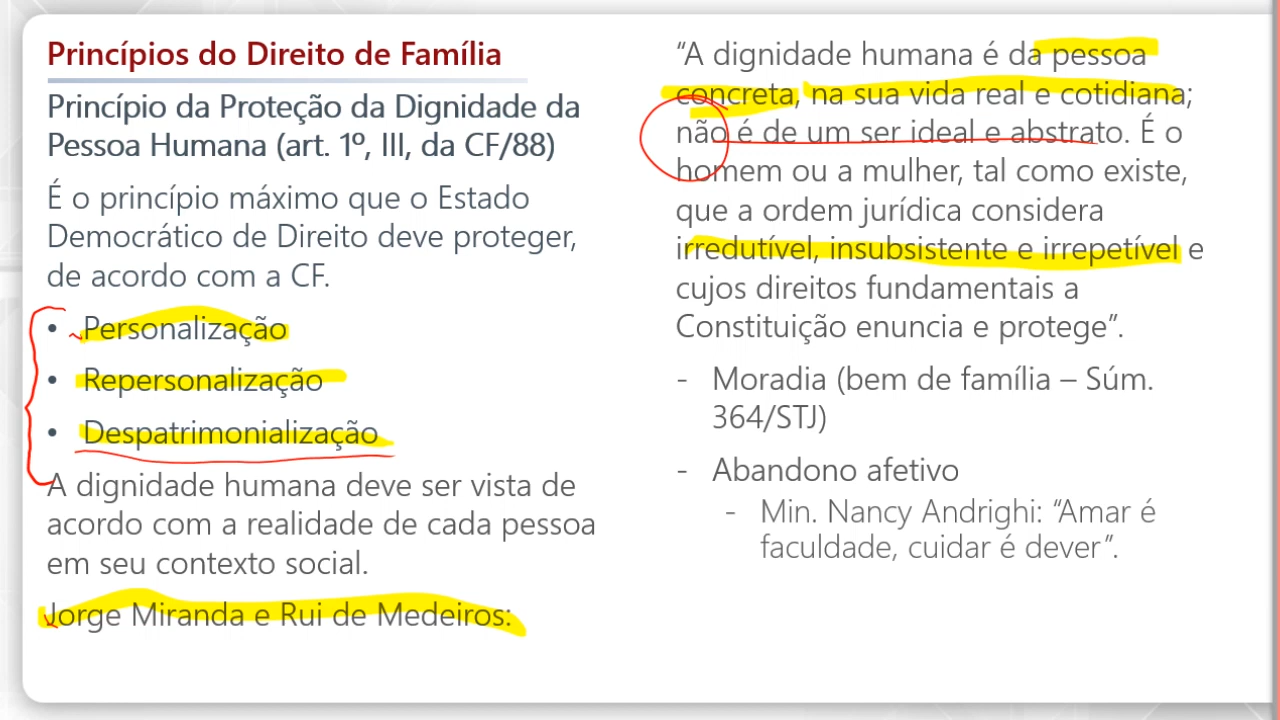 Princípios do Direito de Família
Princípio da Proteção da Dignidade da
Pessoa Humana (art. 1º, III, da CF/88)
É o princípio máximo que o Estado
Democrático de Direito deve proteger,
de acordo com a CF.
• Personalização
• Repersonalização
• Despatrimonialização
A dignidade humana deve ser vista de
acordo com a realidade de cada pessoa
em seu contexto social.
Jorge Miranda e Rui de Medeiros:
“A dignidade humana é da pessoa
concreta, na sua vida real e cotidiana;
não é de um ser ideal e abstrato. É o
homem ou a mulher, tal como existe,
que a ordem jurídica considera
irredutível, insubsistente e irrepetível e
cujos direitos fundamentais a
Constituição enuncia e protege”.
- Moradia (bem de família – Súm.
364/STJ)
- Abandono afetivo
- Min. Nancy Andrighi: “Amar é
faculdade, cuidar é dever”.